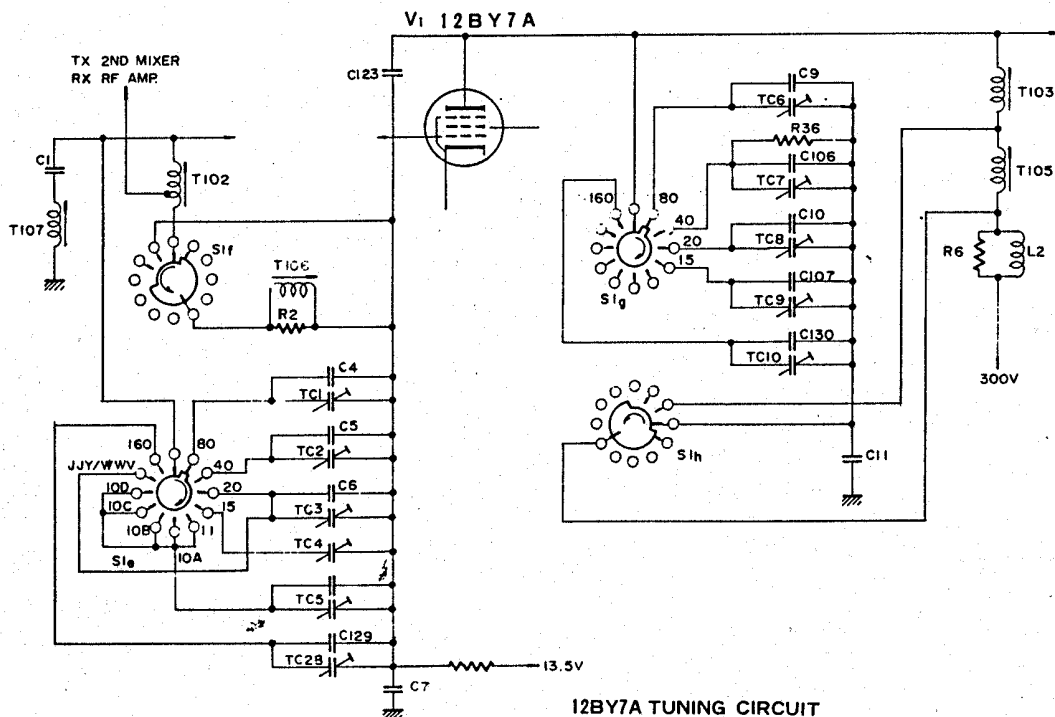 V1 12BY7A
TX 2ND MIXER
RX RF AMP.
C123
C1
T102
T107
S1f
T106
R2
C4
TC1
C5
TC2
C6
TC3
TC4
TC5
C129
TC28
C7
13.5V
160
80
JJY/WWV
40
10D
20
10C
15
10B
11
10A
S1e
C9
TC6
R36
C106
TC7
C10
TC8
C107
TC9
C130
TC10
160
80
40
20
15
S1g
S1h
C11
T103
T105
R6
L2
300V
12BY7A TUNING CIRCUIT